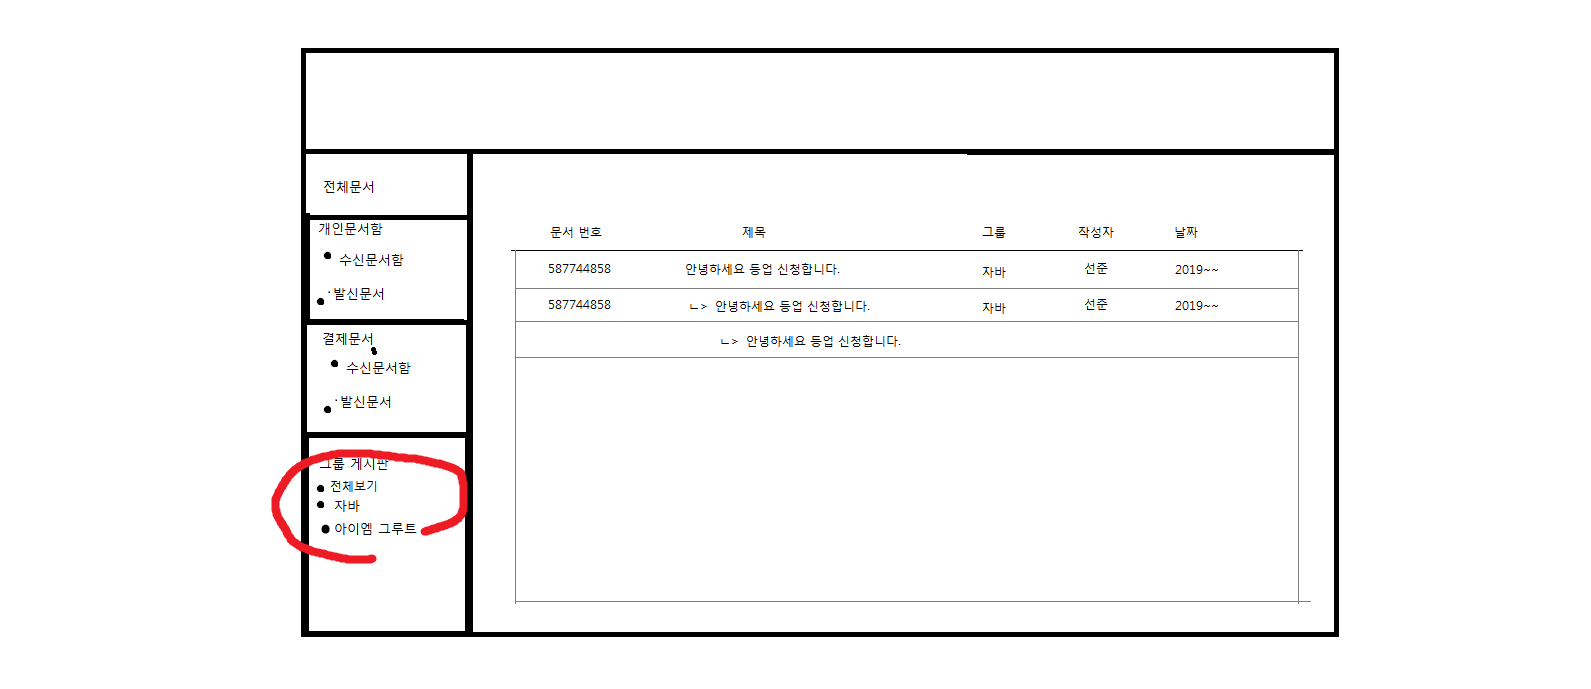 전체문서
개인문서함
수신문서함
·발신문서
결제문서
수신문서함
·발신문서
그룹 게시판
전체보기
자바
아이엠 그루트
문서 번호 제목 그룹 작성자 날짜
587744858 안녕하세요 등업 신청합니다. 자바 선준 2019~~
587744858 ㄴ> 안녕하세요 등업 신청합니다. 자바 선준 2019~~
ㄴ> 안녕하세요 등업 신청합니다.